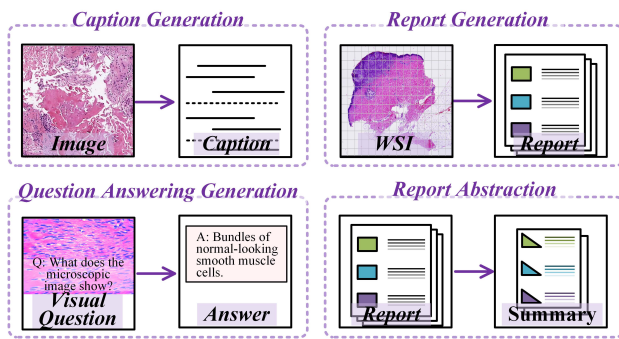 Caption Generation
Image
Caption
Report Generation
WSI
Report
Question Answering Generation
Q: What does the
microscopic
image show?
Visual
Question
A: Bundles of
normal-looking
smooth muscle
cells.
Answer
Report Abstraction
Report
Summary